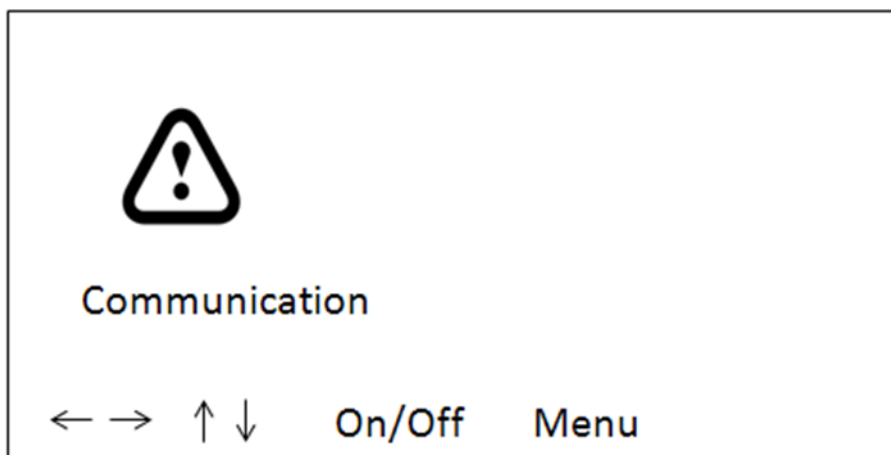 Communication
← → ↑ ↓ On/Off Menu